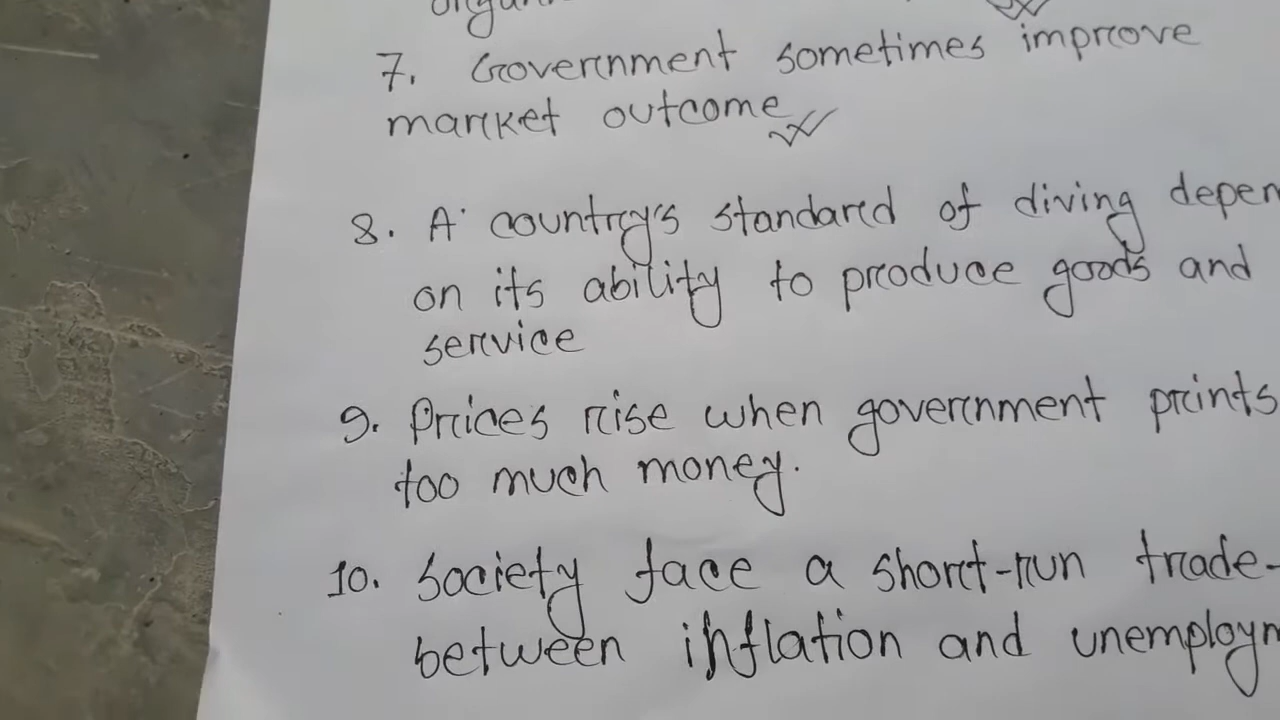 organi
7. Government sometimes improve
market outcome
8. A country's standard of diving depen
on its ability to produce goods and
service
9. Prices rise when government prints
too much money.
10. Society face a short-run trade-
between inflation and unemploym